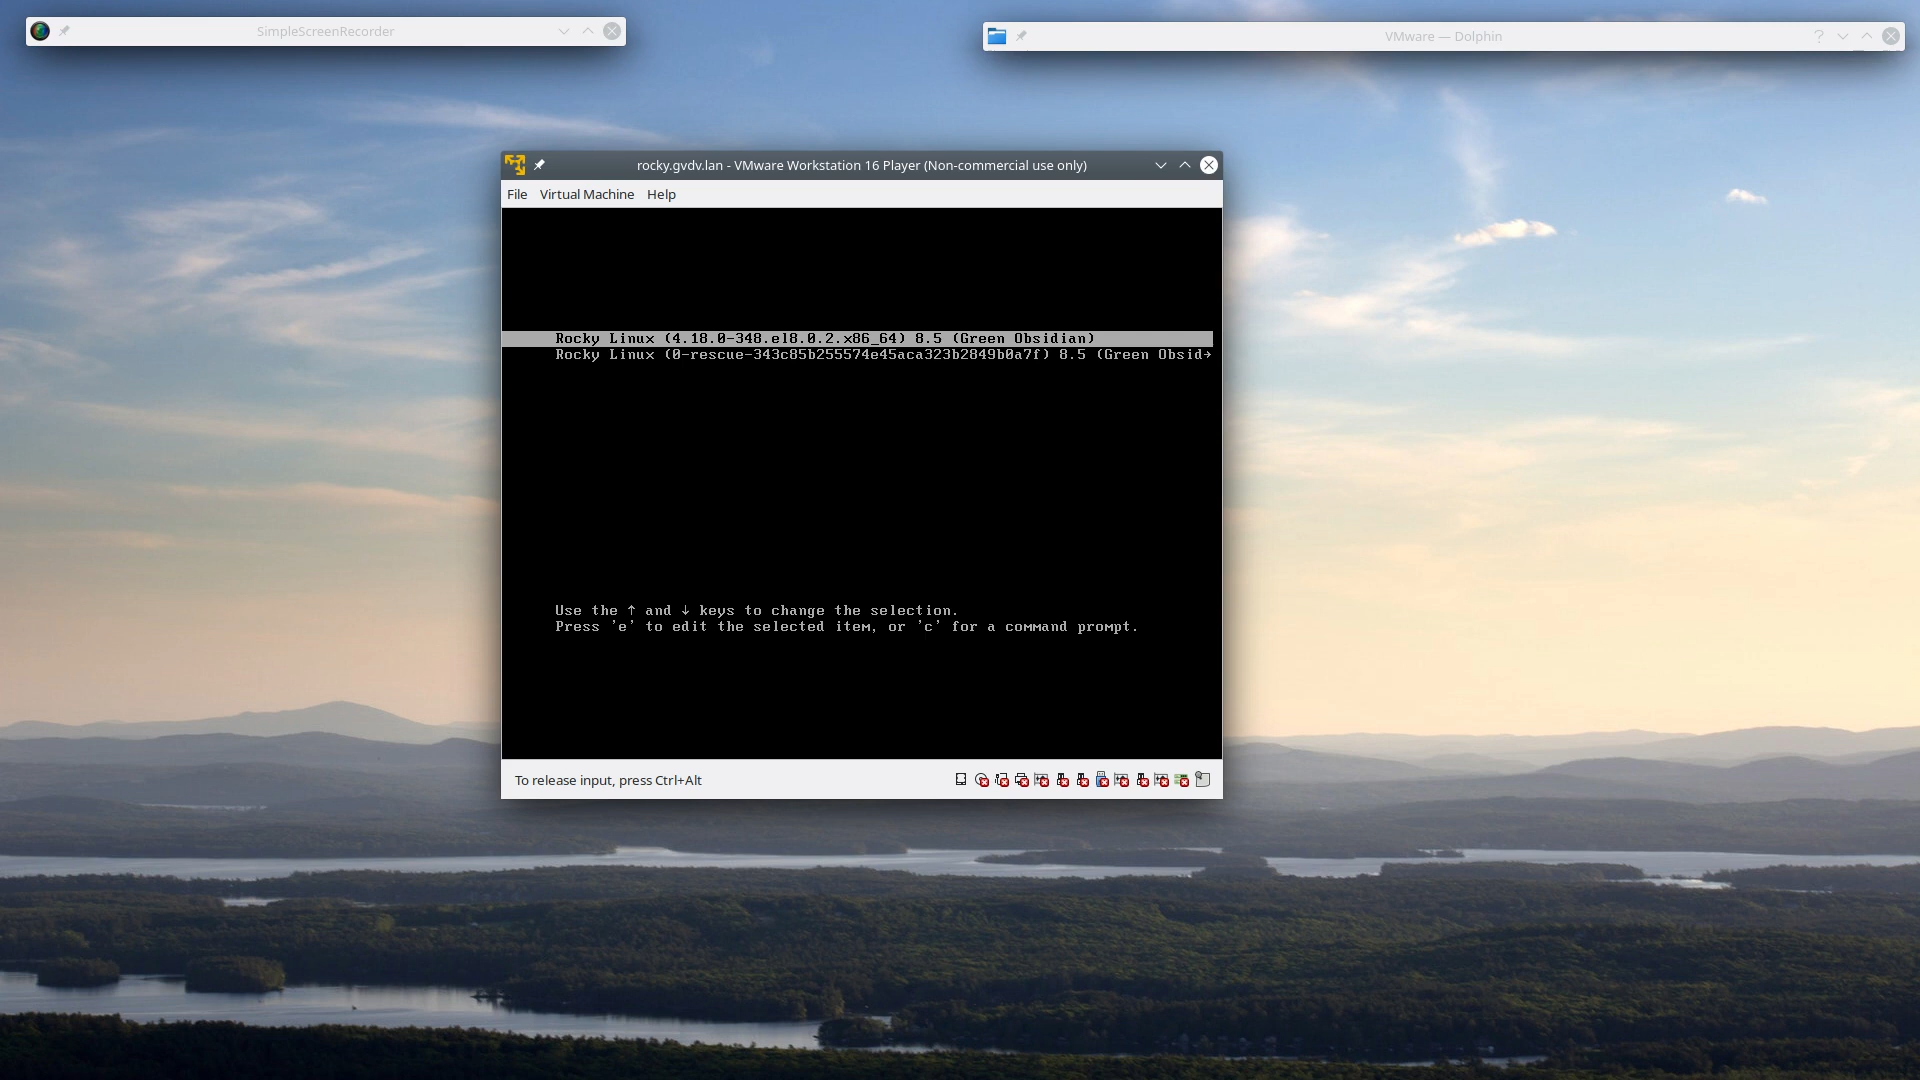 SimpleScreenRecorder
VMware — Dolphin
rocky.gvdv.lan - VMware Workstation 16 Player (Non-commercial use only)
File Virtual Machine Help
Rocky Linux (4.18.0-348.el8.0.2.x86_64) 8.5 (Green Obsidian)
Rocky Linux (0-rescue-343c85b255574e45aca323b2849b0a7f) 8.5 (Green Obsid→
Use the ↑ and ↓ keys to change the selection.
Press 'e' to edit the selected item, or 'c' for a command prompt.
To release input, press Ctrl+Alt